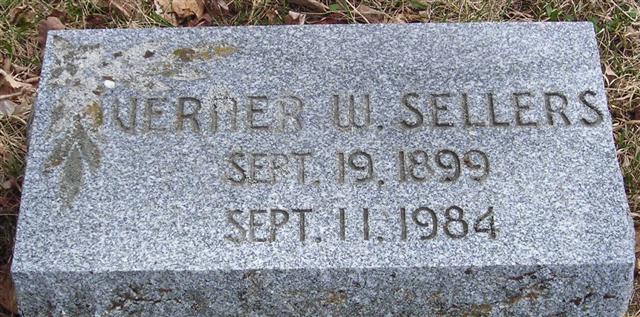 VERNER W. SELLERS
SEPT. 19. 1899
SEPT. 11. 1984